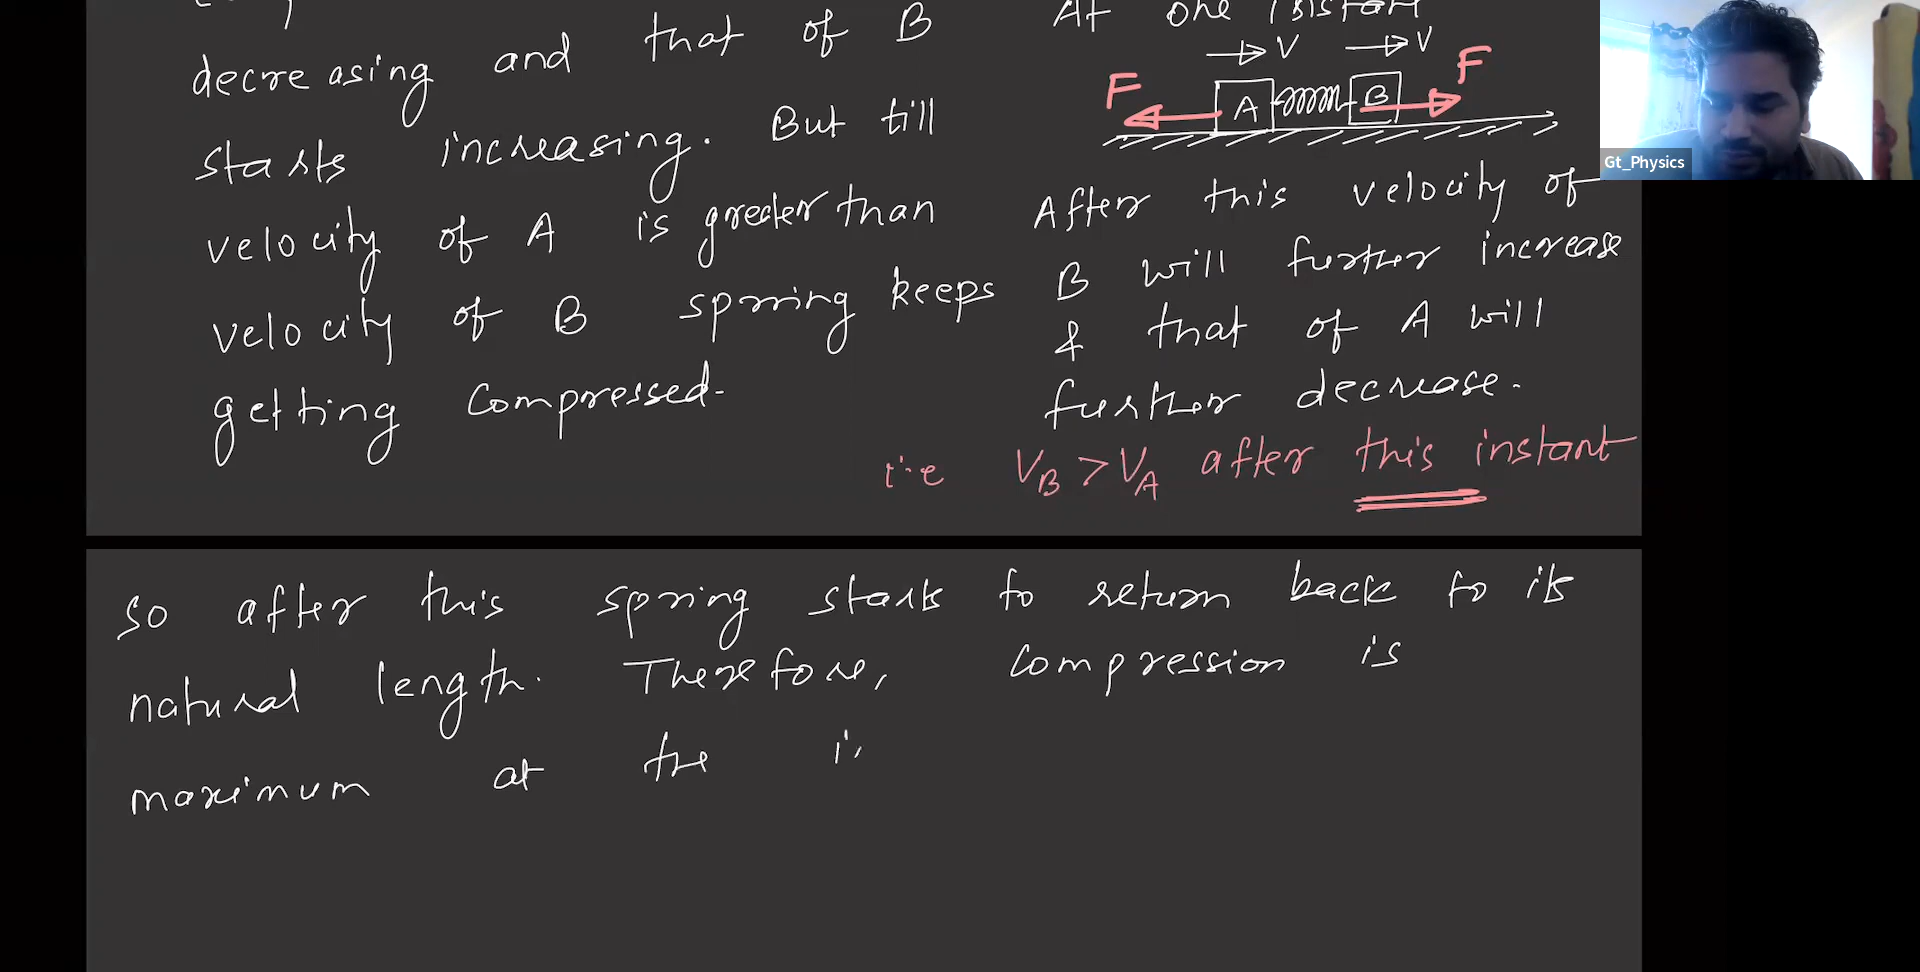 decreasing and that of B
starts increasing. But till
velocity of A is greater than
velocity of B spring keeps
getting compressed.
At one instant
V V
F A B F
After this velocity of
B will further increase
& that of A will
further decrease.
i.e VB > VA after this instant
so after this spring starts to return back to its
natural length. Therefore, compression is
maximum at the
Gt_Physics